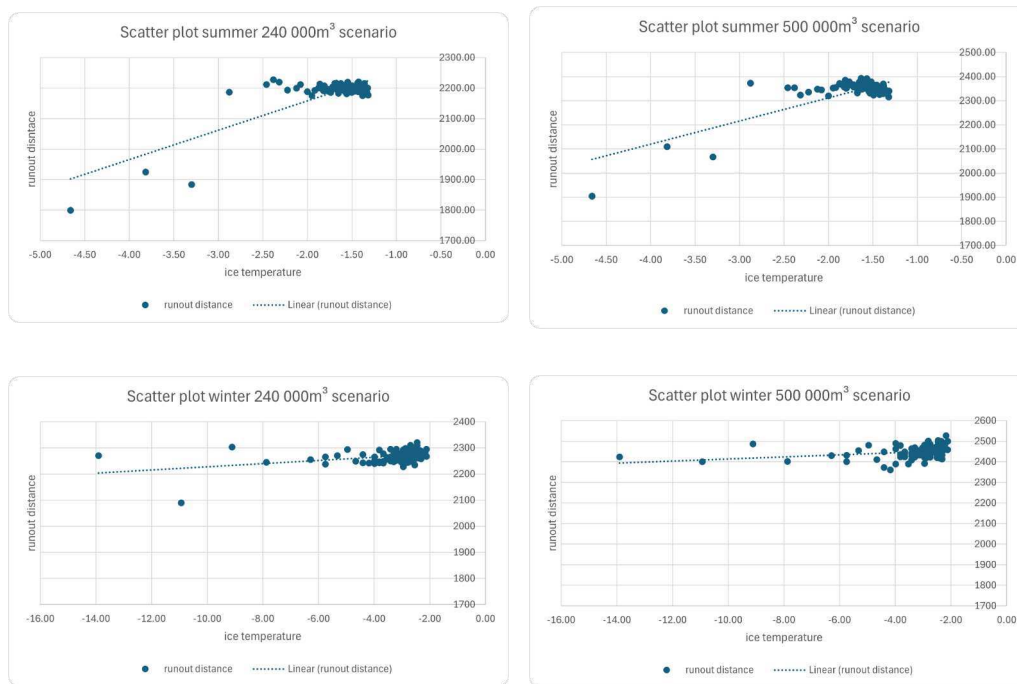 Scatter plot summer 240 000m³ scenario
2300.00
2200.00
2100.00
2000.00
1900.00
1800.00
1700.00
runout distace
-5.00 -4.50 -4.00 -3.50 -3.00 -2.50 -2.00 -1.50 -1.00 -0.50 0.00
ice temperature
runout distance Linear (runout distance)
Scatter plot summer 500 000m³ scenario
2500.00
2400.00
2300.00
2200.00
2100.00
2000.00
1900.00
1800.00
1700.00
runout distance
-5.00 -4.50 -4.00 -3.50 -3.00 -2.50 -2.00 -1.50 -1.00 -0.50 0.00
ice temperature
runout distance Linear (runout distance)
Scatter plot winter 240 000m³ scenario
2400
2300
2200
2100
2000
1900
1800
1700
runout distance
-16.00 -14.00 -12.00 -10.00 -8.00 -6.00 -4.00 -2.00 0.00
ice temperature
runout distance Linear (runout distance)
Scatter plot winter 500 000m³ scenario
2600
2500
2400
2300
2200
2100
2000
1900
1800
1700
runout distance
-16.00 -14.00 -12.00 -10.00 -8.00 -6.00 -4.00 -2.00 0.00
ice temperature
runout distance Linear (runout distance)